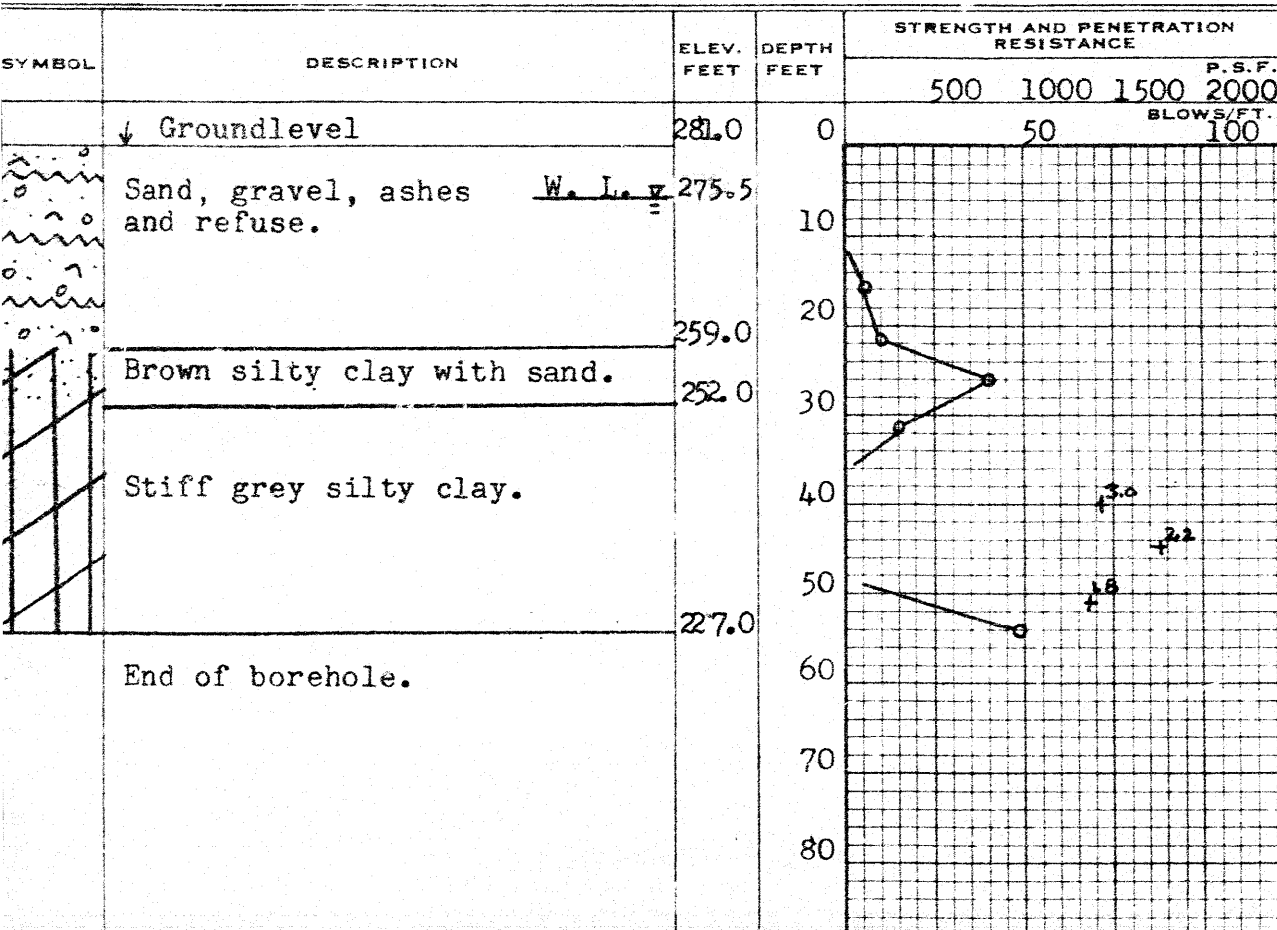 STRENGTH AND PENETRATION
RESISTANCE
SYMBOL DESCRIPTION ELEV. FEET DEPTH FEET
P.S.F.
500 1000 1500 2000
BLOWS/FT.
50 100
Groundlevel 281.0 0
Sand, gravel, ashes W. L. 275.5
and refuse.
10
20
259.0
Brown silty clay with sand.
252.0
30
Stiff grey silty clay.
40
3.0
2.2
50
1.8
227.0
End of borehole.
60
70
80